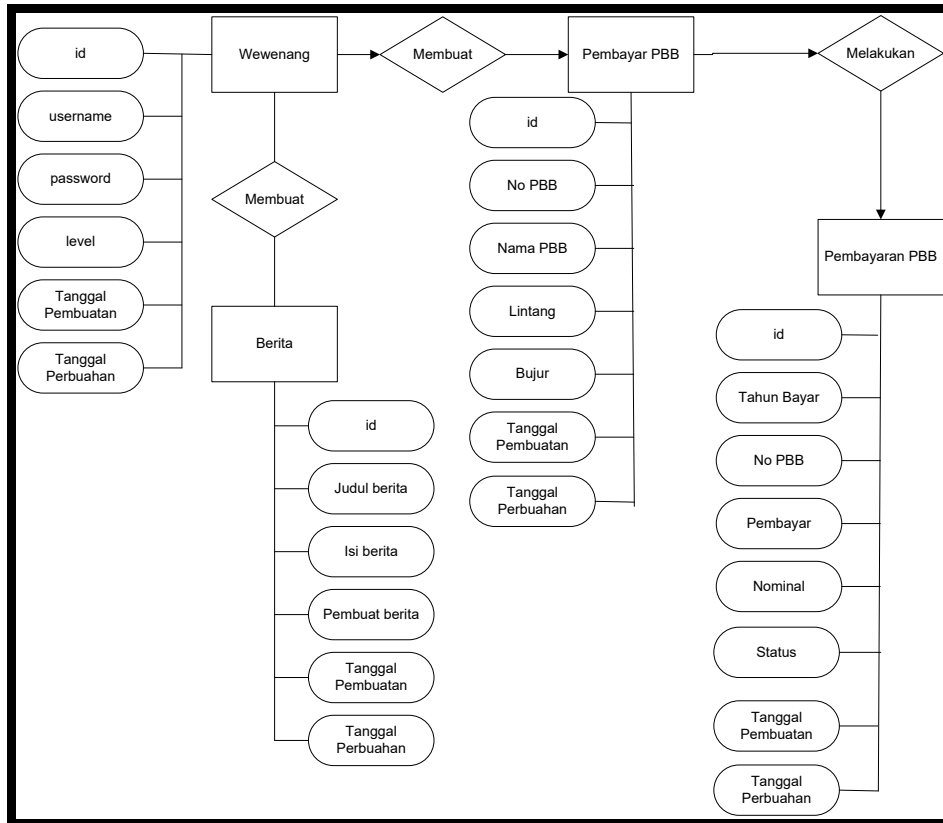 id
username
password
level
Tanggal
Pembuatan
Tanggal
Perbuahan
Wewenang
Membuat
Pembayar PBB
Melakukan
Membuat
Berita
id
Judul berita
Isi berita
Pembuat berita
Tanggal
Pembuatan
Tanggal
Perbuahan
id
No PBB
Nama PBB
Lintang
Bujur
Tanggal
Pembuatan
Tanggal
Perbuahan
Pembayaran PBB
id
Tahun Bayar
No PBB
Pembayar
Nominal
Status
Tanggal
Pembuatan
Tanggal
Perbuahan